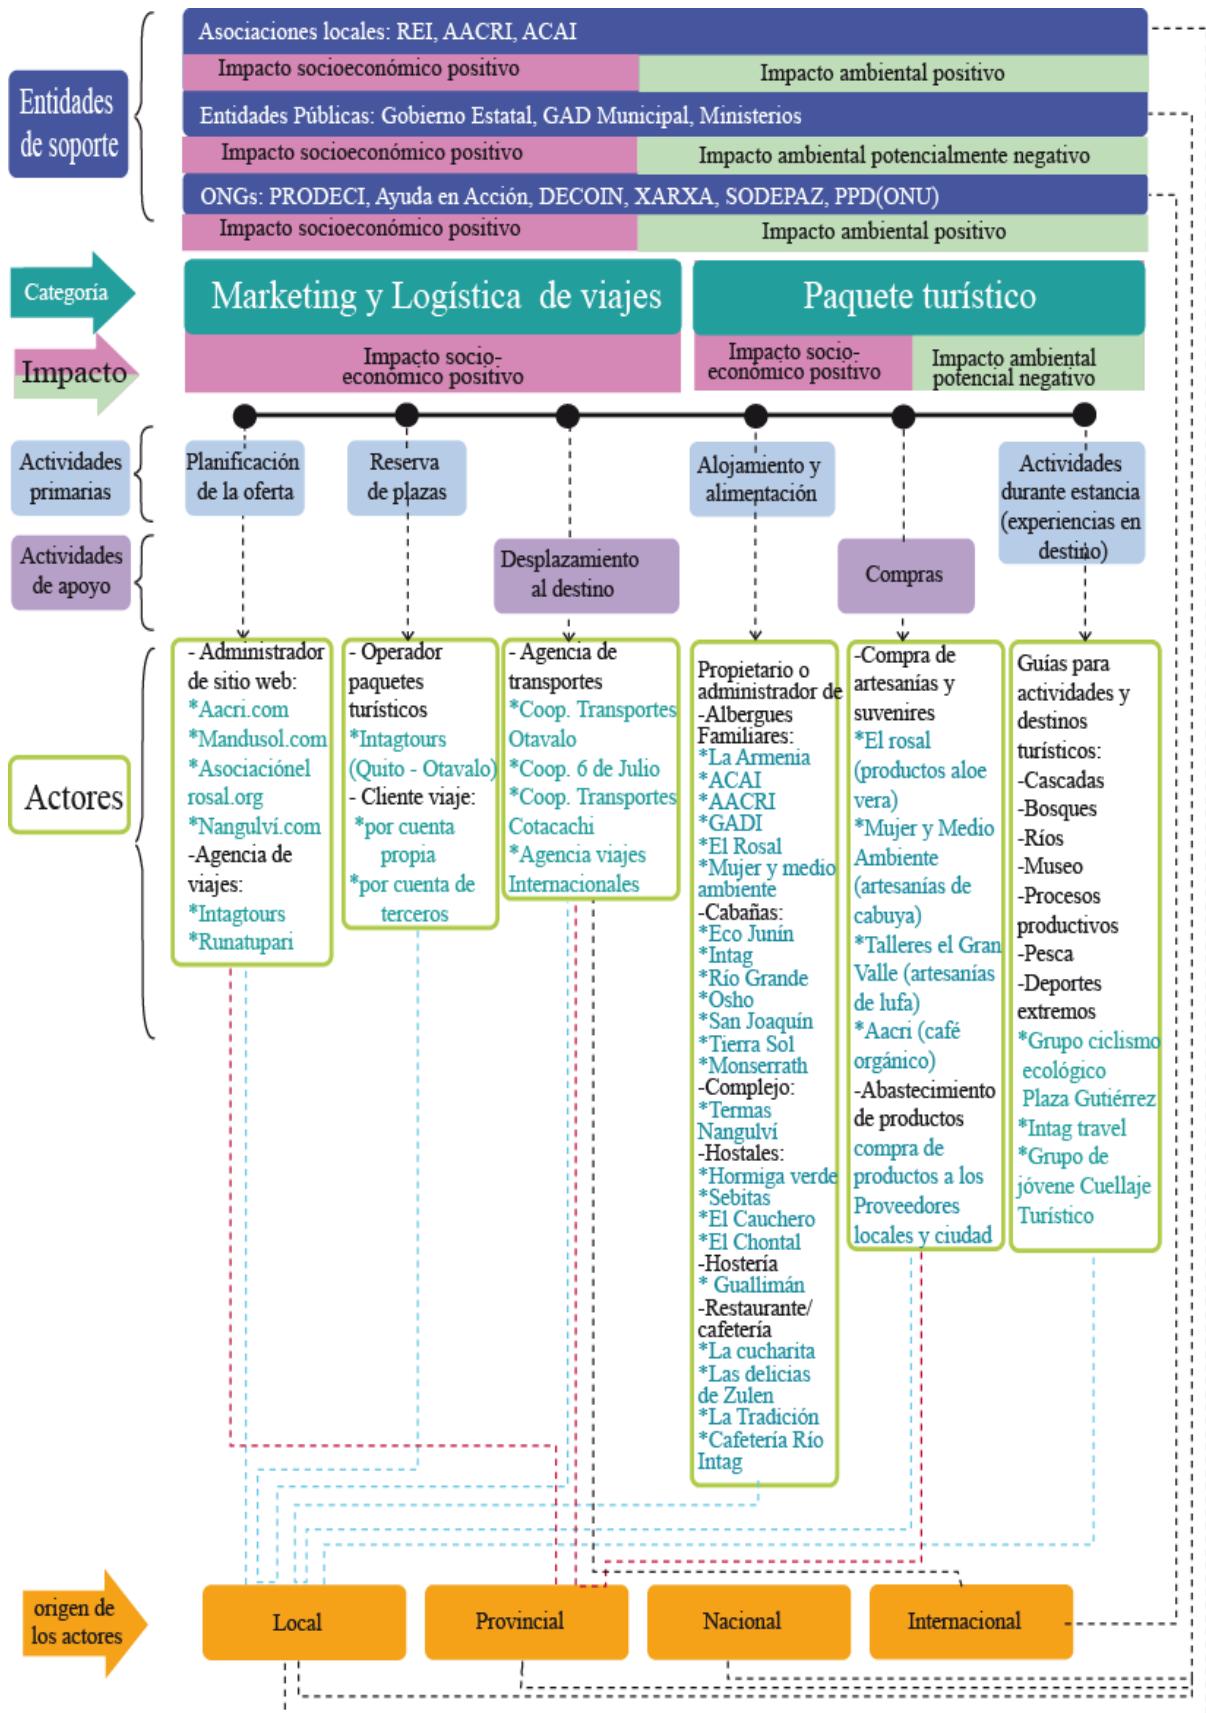 Asociaciones locales: REI, AACRI, ACAI
Impacto socioeconómico positivo
Impacto ambiental positivo
Entidades
de soporte
Entidades Públicas: Gobierno Estatal, GAD Municipal, Ministerios
Impacto socioeconómico positivo
Impacto ambiental potencialmente negativo
ONGs: PRODECI, Ayuda en Acción, DECOIN, XARXA, SODEPAZ, PPD(ONU)
Impacto socioeconómico positivo
Impacto ambiental positivo
Categoría
Marketing y Logística de viajes
Paquete turístico
Impacto
Impacto socio-
económico positivo
Impacto socio-
económico positivo
Impacto ambiental
potencial negativo
Actividades
primarias
Planificación
de la oferta
Reserva
de plazas
Alojamiento y
alimentación
Actividades
durante estancia
(experiencias en
destino)
Actividades
de apoyo
Desplazamiento
al destino
Compras
Actores
- Administrador
de sitio web:
*Aacri.com
*Mandusol.com
*Asociaciónel
rosal.org
*Nangulví.com
-Agencia de
viajes:
*Intagtours
*Runatupari
- Operador
paquetes
turísticos
*Intagtours
(Quito - Otavalo)
- Cliente viaje:
*por cuenta
propia
*por cuenta de
terceros
- Agencia de
transportes
*Coop. Transportes
Otavalo
*Coop. 6 de Julio
*Coop. Transportes
Cotacachi
*Agencia viajes
Internacionales
Propietario o
administrador de
-Albergues
Familiares:
*La Armenia
*ACAI
*AACRI
*GADI
*El Rosal
*Mujer y medio
ambiente
-Cabañas:
*Eco Junín
*Intag
*Río Grande
*Osho
*San Joaquín
*Tierra Sol
*Monserrath
-Complejo:
*Termas
Nangulví
-Hostales:
*Hormiga verde
*Sebitas
*El Cauchero
*El Chontal
-Hostería
* Guallimán
-Restaurante/
cafetería
*La cucharita
*Las delicias
de Zulen
*La Tradición
*Cafetería Río
Intag
-Compra de
artesanías y
suvenires
*El rosal
(productos aloe
vera)
*Mujer y Medio
Ambiente
(artesanías de
cabuya)
*Talleres el Gran
Valle (artesanías
de lufa)
*Aacri (café
orgánico)
-Abastecimiento
de productos
compra de
productos a los
Proveedores
locales y ciudad
Guías para
actividades y
destinos
turísticos:
-Cascadas
-Bosques
-Ríos
-Museo
-Procesos
productivos
-Pesca
-Deportes
extremos
*Grupo ciclismo
ecológico
Plaza Gutiérrez
*Intag travel
*Grupo de
jóvene Cuellaje
Turístico
origen de
los actores
Local
Provincial
Nacional
Internacional